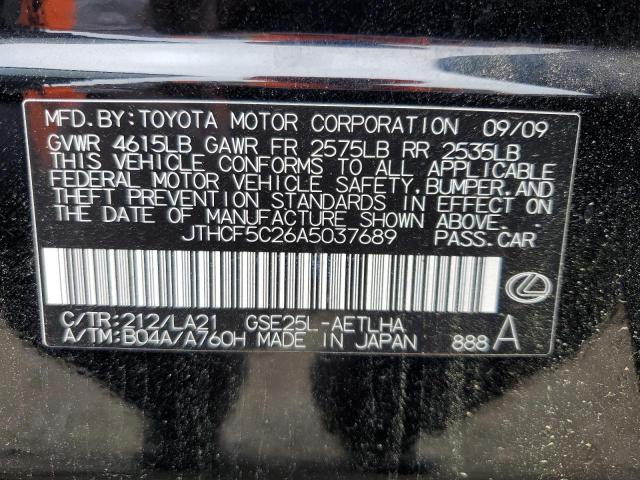 MFD.BY:TOYOTA MOTOR CORPORATION 09/09
GVWR 4615LB GAWR FR 2575LB RR 2535LB
THIS VEHICLE CONFORMS TO ALL APPLICABLE
FEDERAL MOTOR VEHICLE SAFETY,BUMPER,AND
THEFT PREVENTION STANDARDS IN EFFECT ON
THE DATE OF MANUFACTURE SHOWN ABOVE.
JTHCF5C26A5037689 PASS.CAR
C/TR:212/LA21 GSE25L-AETLHA
A/TM:B04A/A760H MADE IN JAPAN 888 A